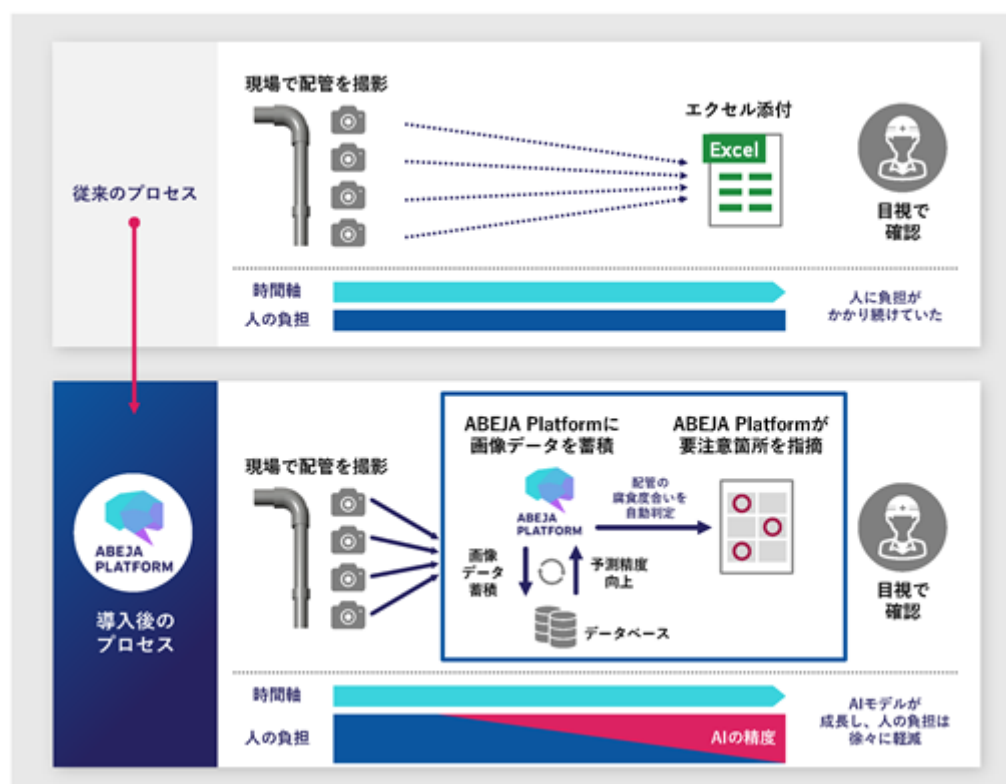 現場で配管を撮影
エクセル添付
Excel
従来のプロセス
目視で
確認
時間軸
人の負担
人に負担が
かかり続けていた
ABEJA Platformに
画像データを蓄積
ABEJA Platformが
要注意箇所を指摘
現場で配管を撮影
配管の
腐食度合いを
自動判定
ABEJA
PLATFORM
ABEJA
PLATFORM
画像
データ
蓄積
予測精度
向上
データベース
導入後の
プロセス
目視で
確認
時間軸
人の負担
AIの精度
AIモデルが
成長し、人の負担は
徐々に軽減